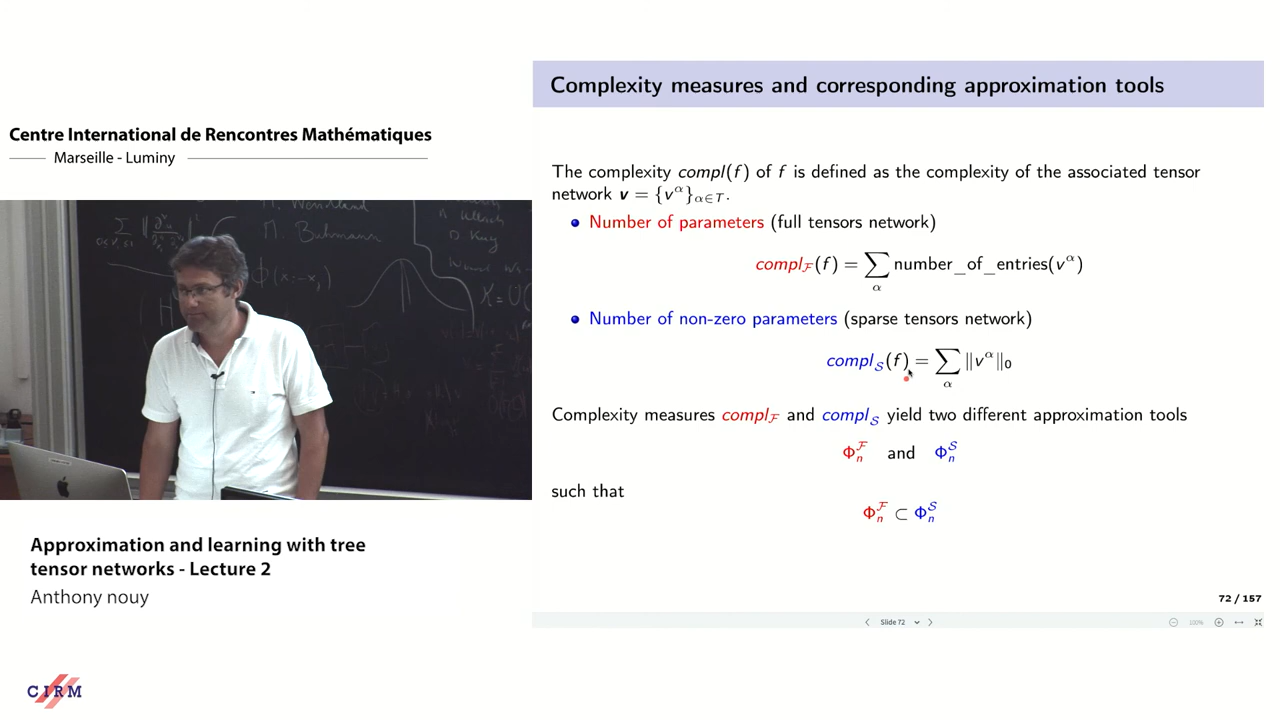 Centre International de Rencontres Mathématiques
Marseille - Luminy
Complexity measures and corresponding approximation tools
The complexity compl(f) of f is defined as the complexity of the associated tensor
network v = {v^α}_{α∈T}.
• Number of parameters (full tensors network)
compl_ℱ(f) = ∑_α number_of_entries(v^α)
• Number of non-zero parameters (sparse tensors network)
compl_𝒮(f) = ∑_α ‖v^α‖_0
Complexity measures compl_ℱ and compl_𝒮 yield two different approximation tools
Φ_n^ℱ and Φ_n^𝒮
such that
Φ_n^ℱ ⊂ Φ_n^𝒮
72 / 157
Slide 72
100%
Approximation and learning with tree
tensor networks - Lecture 2
Anthony nouy
CIRM